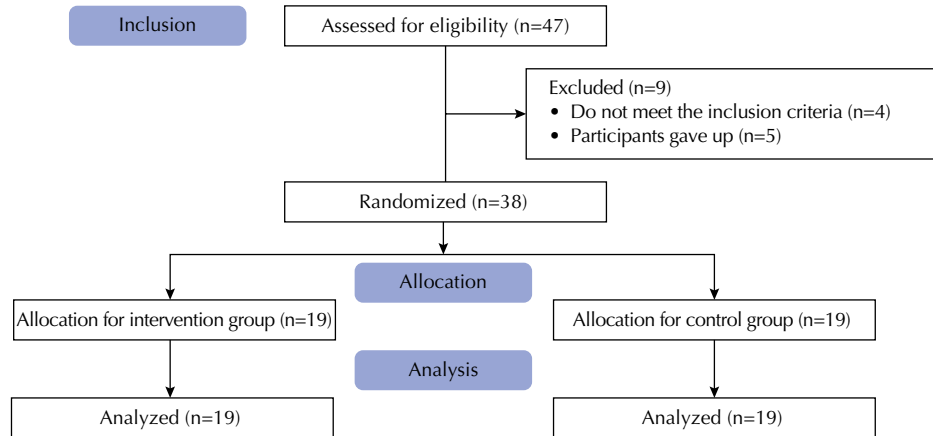 Inclusion
Assessed for eligibility (n=47)
Excluded (n=9)
• Do not meet the inclusion criteria (n=4)
• Participants gave up (n=5)
Randomized (n=38)
Allocation
Allocation for intervention group (n=19)
Allocation for control group (n=19)
Analysis
Analyzed (n=19)
Analyzed (n=19)